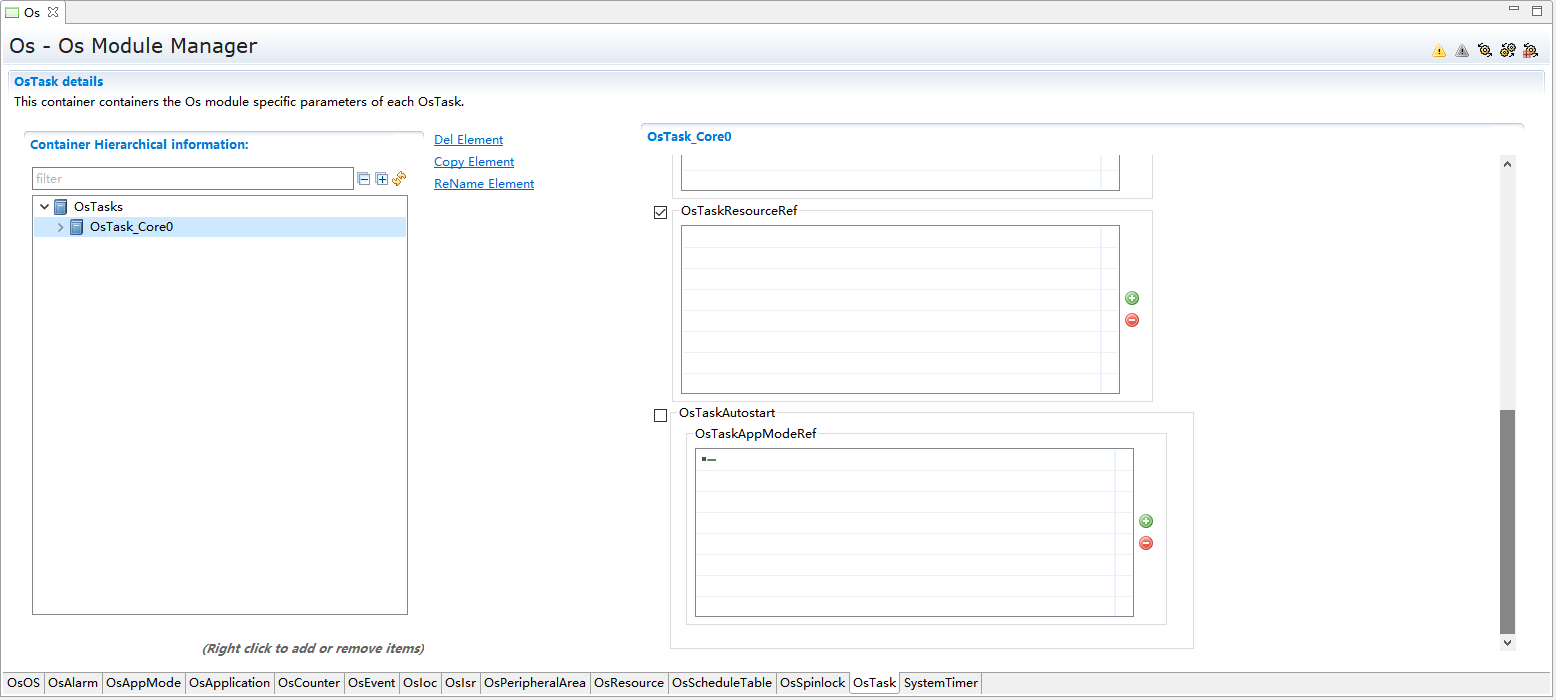 Os
Os - Os Module Manager
OsTask details
This container containers the Os module specific parameters of each OsTask.
Container Hierarchical information:
filter
OsTasks
OsTask_Core0
(Right click to add or remove items)
Del Element
Copy Element
ReName Element
OsTask_Core0
OsTaskResourceRef
OsTaskAutostart
OsTaskAppModeRef
OsOS OsAlarm OsAppMode OsApplication OsCounter OsEvent OsIoc OsIsr OsPeripheralArea OsResource OsScheduleTable OsSpinlock OsTask SystemTimer